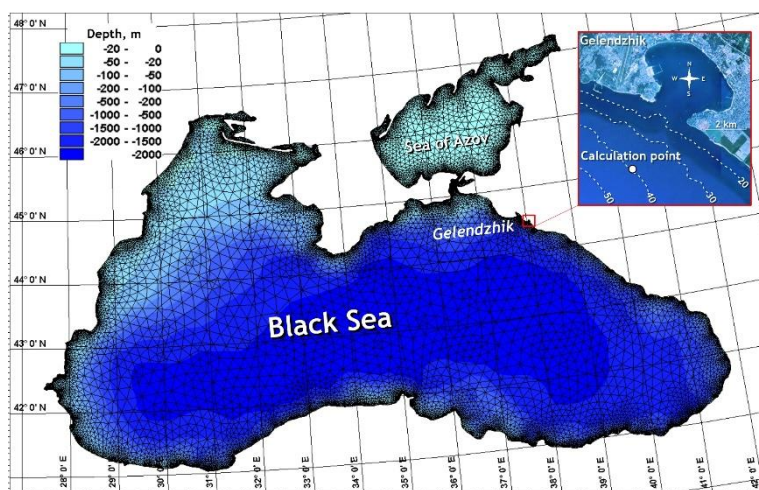 48° 0' N
47° 0' N
46° 0' N
45° 0' N
44° 0' N
43° 0' N
42° 0' N
Depth, m
-20 - 0
-50 - -20
-100 - -50
-200 - -100
-500 - -200
-1000 - -500
-1500 - -1000
-2000 - -1500
-2000
Sea of Azov
Gelendzhik
Black Sea
Gelendzhik
N
W E
S
2 km
Calculation point
50
40
30
20
28° 0' E
29° 0' E
30° 0' E
31° 0' E
32° 0' E
33° 0' E
34° 0' E
35° 0' E
36° 0' E
37° 0' E
38° 0' E
39° 0' E
40° 0' E
41° 0' E
42° 0'